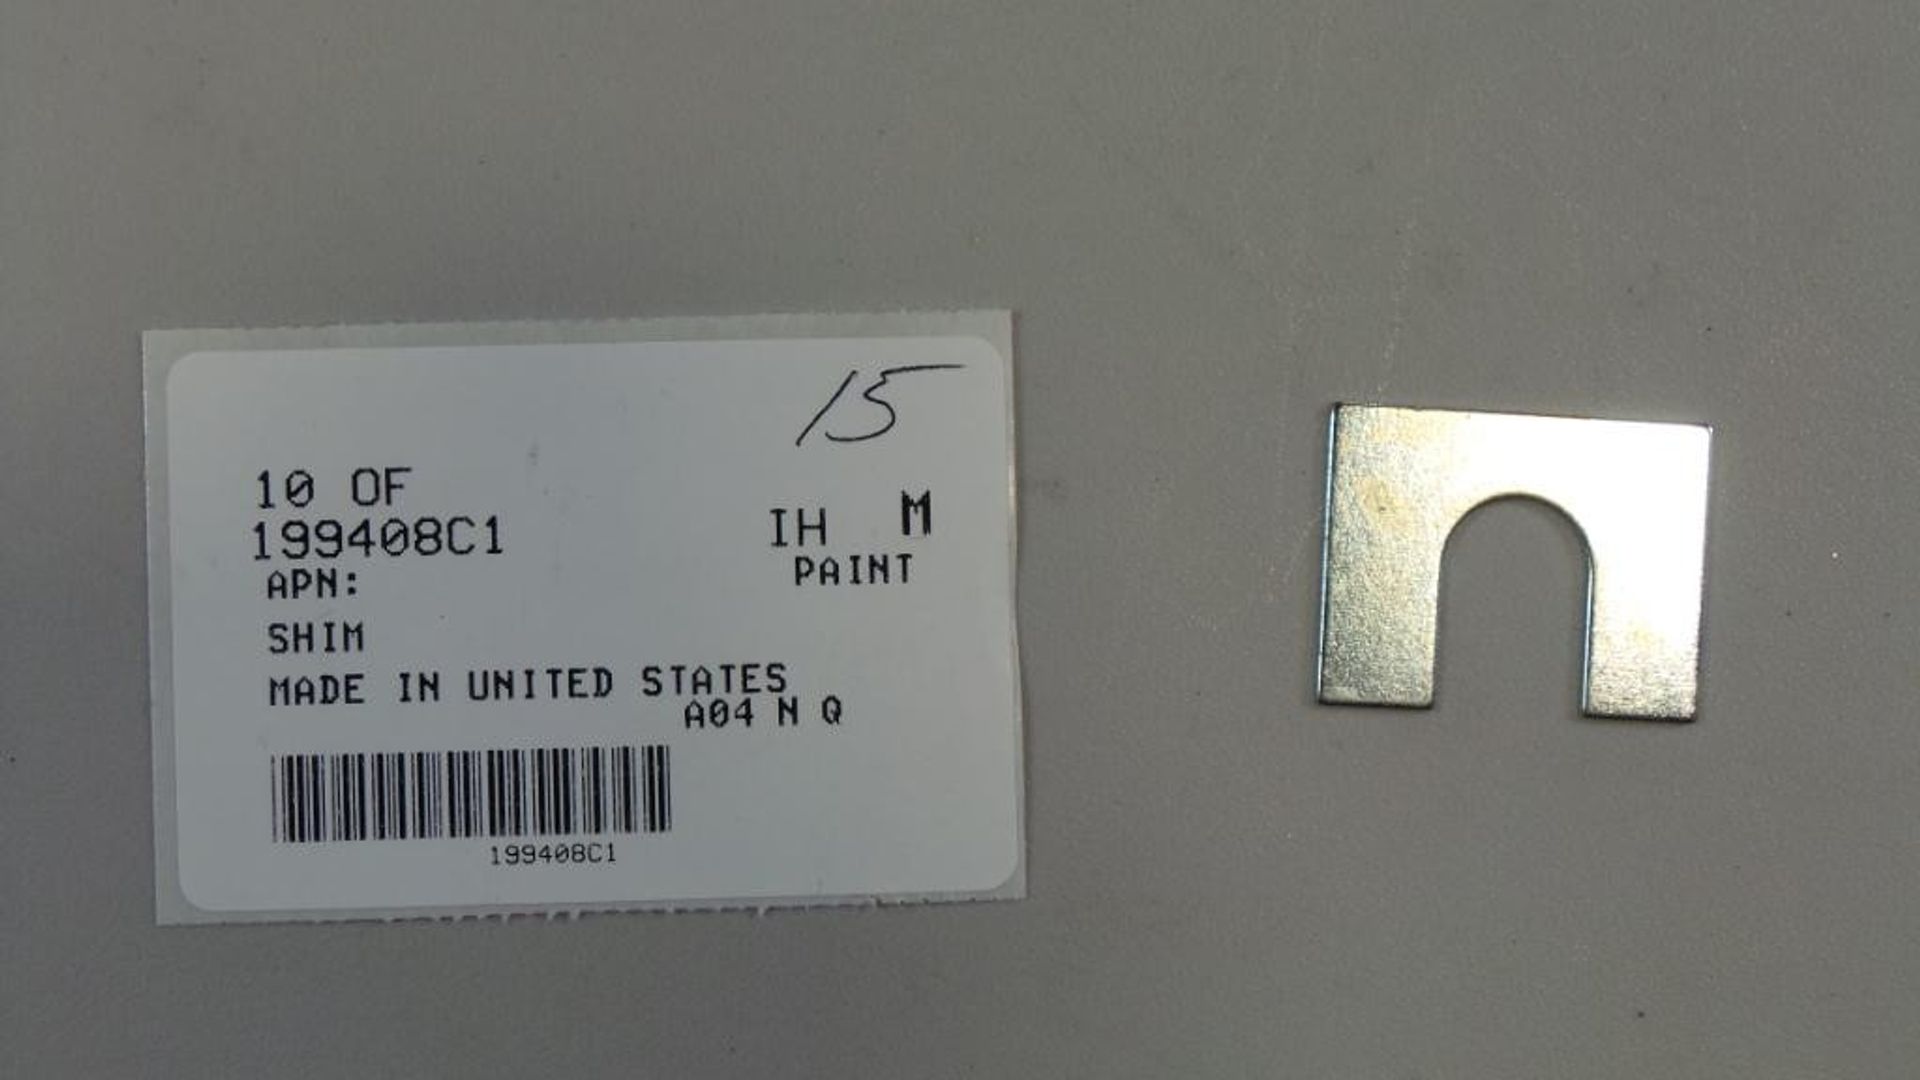 15
10 OF
199408C1
IH M
APN:
PAINT
SHIM
MADE IN UNITED STATES
A04 N Q
199408C1